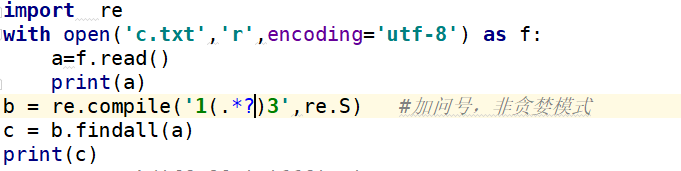 import  re
with open('c.txt','r',encoding='utf-8') as f:
    a=f.read()
    print(a)
b = re.compile('1(.*?)3',re.S)   #加问号，非贪婪模式
c = b.findall(a)
print(c)